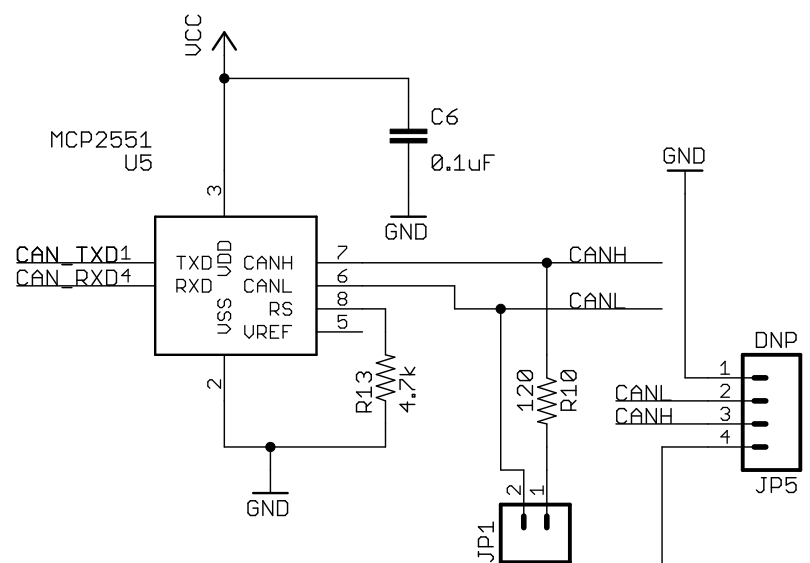 VCC
C6
MCP2551
U5
0.1uF
GND
3
GND
CAN_TXD 1
TXD
VDD
CANH
7
CANH
CAN_RXD 4
RXD
CANL
6
CANL
RS
8
VSS
VREF
5
2
R13
4.7k
120
R10
DNP
1
CANL 2
CANH 3
4
JP5
GND
2
1
JP1